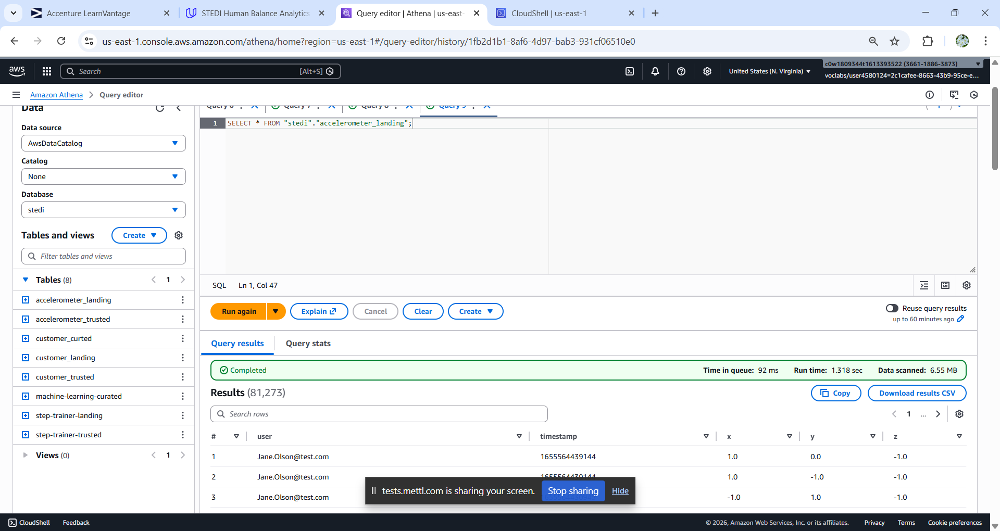 Accenture LearnVantage
STEDI Human Balance Analytics
Query editor | Athena | us-east-
CloudShell | us-east-1
us-east-1.console.aws.amazon.com/athena/home?region=us-east-1#/query-editor/history/1fb2d1b1-8af6-4d97-bab3-931cf06510e0
aws
Search
[Alt+S]
United States (N. Virginia)
c0w1809344t1613393522 (3661-1886-3873)
voclabs/user4580124=2c1cafee-8663-43b9-95ce-e...
Amazon Athena
Query editor
Data
Query 6
Query 7
Query 8
Query 9
1
1 SELECT * FROM "stedi"."accelerometer_landing";
Data source
AwsDataCatalog
Catalog
None
Database
stedi
Tables and views
Create
Filter tables and views
Tables (8)
1
accelerometer_landing
accelerometer_trusted
customer_curted
customer_landing
customer_trusted
machine-learning-curated
step-trainer-landing
step-trainer-trusted
Views (0)
1
SQL
Ln 1, Col 47
Run again
Explain
Cancel
Clear
Create
Reuse query results
up to 60 minutes ago
Query results
Query stats
Completed
Time in queue: 92 ms
Run time: 1.318 sec
Data scanned: 6.55 MB
Results (81,273)
Copy
Download results CSV
Search rows
1 ...
# user timestamp x y z
1 Jane.Olson@test.com 1655564439144 1.0 0.0 -1.0
2 Jane.Olson@test.com 1655564439144 1.0 -1.0 -1.0
3 Jane.Olson@test.com -1.0 1.0 -1.0
tests.mettl.com is sharing your screen.
Stop sharing
Hide
CloudShell
Feedback
© 2026, Amazon Web Services, Inc. or its affiliates.
Privacy
Terms
Cookie preferences